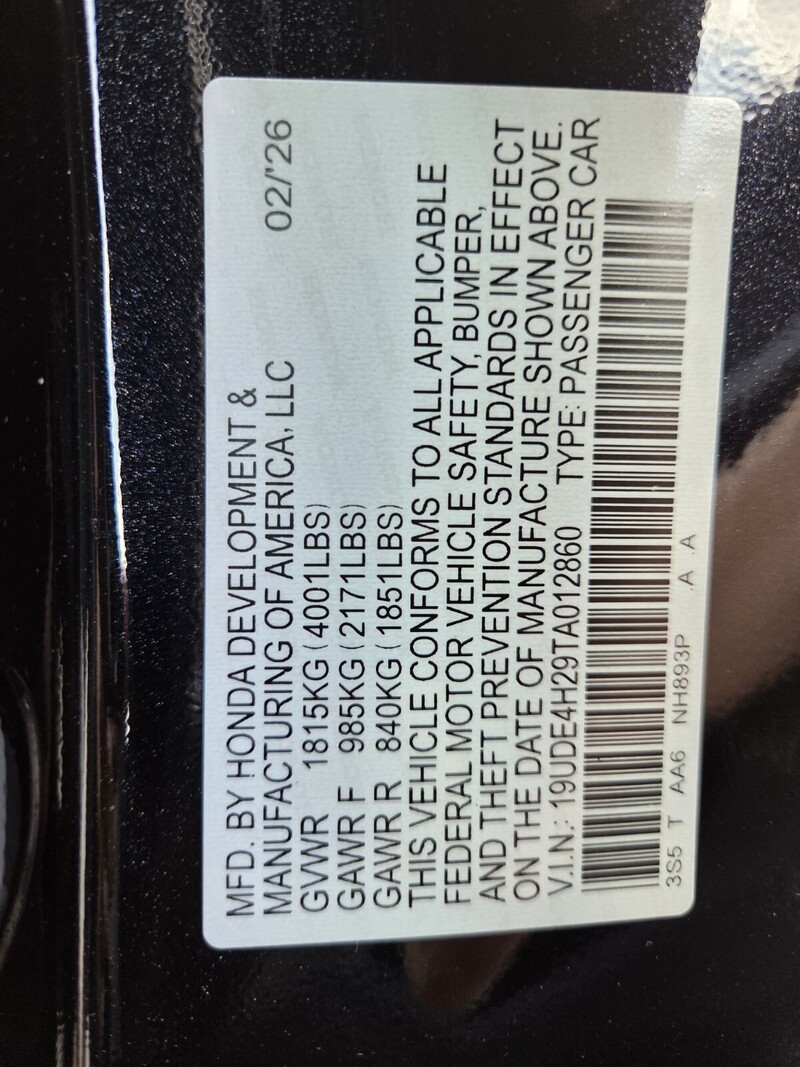 MFD. BY HONDA DEVELOPMENT &
MANUFACTURING OF AMERICA, LLC 02/'26
GVWR 1815KG (4001LBS)
GAWR F 985KG (2171LBS)
GAWR R 840KG (1851LBS)
THIS VEHICLE CONFORMS TO ALL APPLICABLE
FEDERAL MOTOR VEHICLE SAFETY, BUMPER,
AND THEFT PREVENTION STANDARDS IN EFFECT
ON THE DATE OF MANUFACTURE SHOWN ABOVE.
V.I.N.: 19UDE4H29TA012860 TYPE: PASSENGER CAR
3S5 T AA6 NH893P .A .A